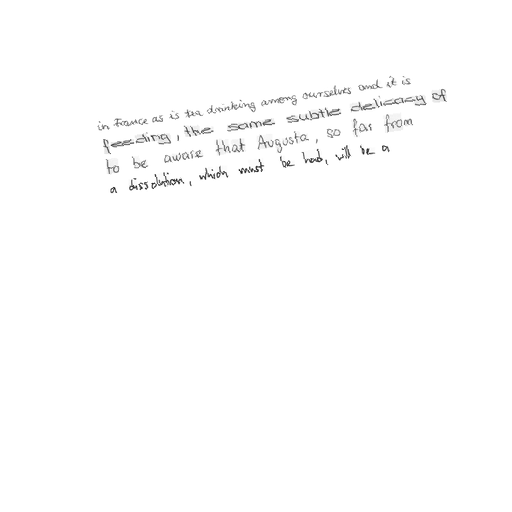 in France as is tea drinking among ourselves and it is
feeding, the same subtle delicacy of
to be aware that Augusta, so far from
a dissolution, which must be had, will be a